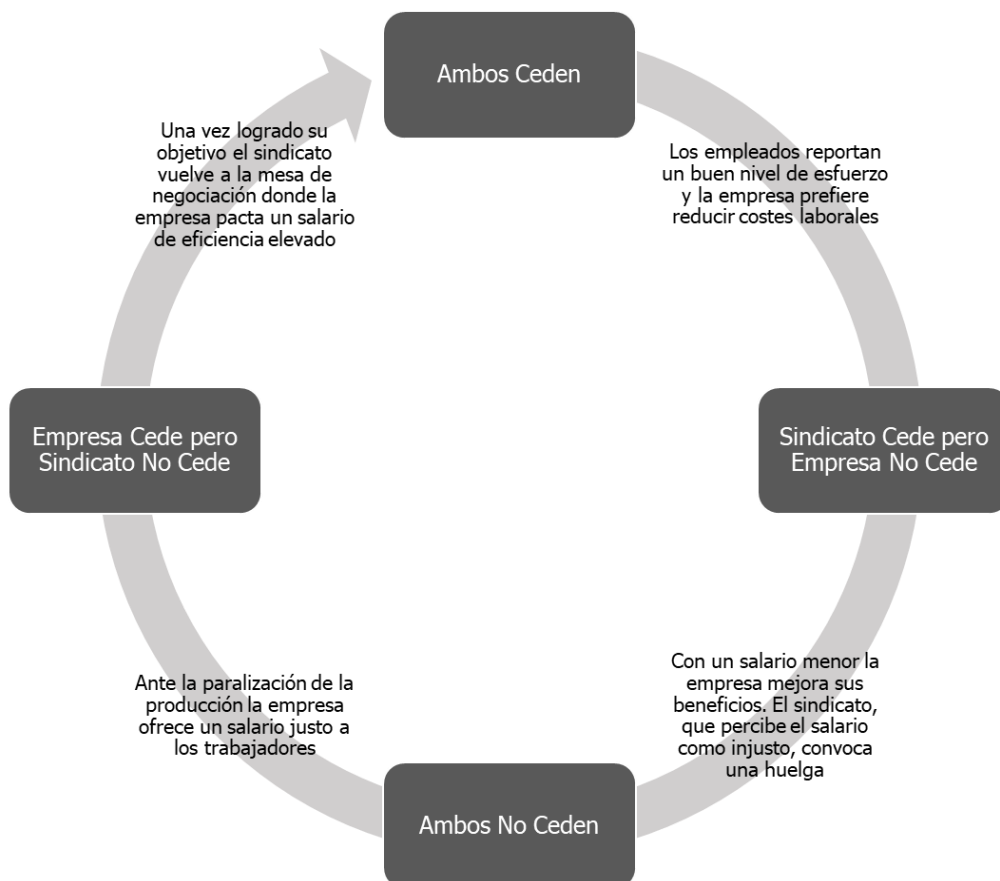 Ambos Ceden
Una vez logrado su
objetivo el sindicato
vuelve a la mesa de
negociación donde la
empresa pacta un salario
de eficiencia elevado
Los empleados reportan
un buen nivel de esfuerzo
y la empresa prefiere
reducir costes laborales
Empresa Cede pero
Sindicato No Cede
Sindicato Cede pero
Empresa No Cede
Ante la paralización de la
producción la empresa
ofrece un salario justo a
los trabajadores
Con un salario menor la
empresa mejora sus
beneficios. El sindicato,
que percibe el salario
como injusto, convoca
una huelga
Ambos No Ceden